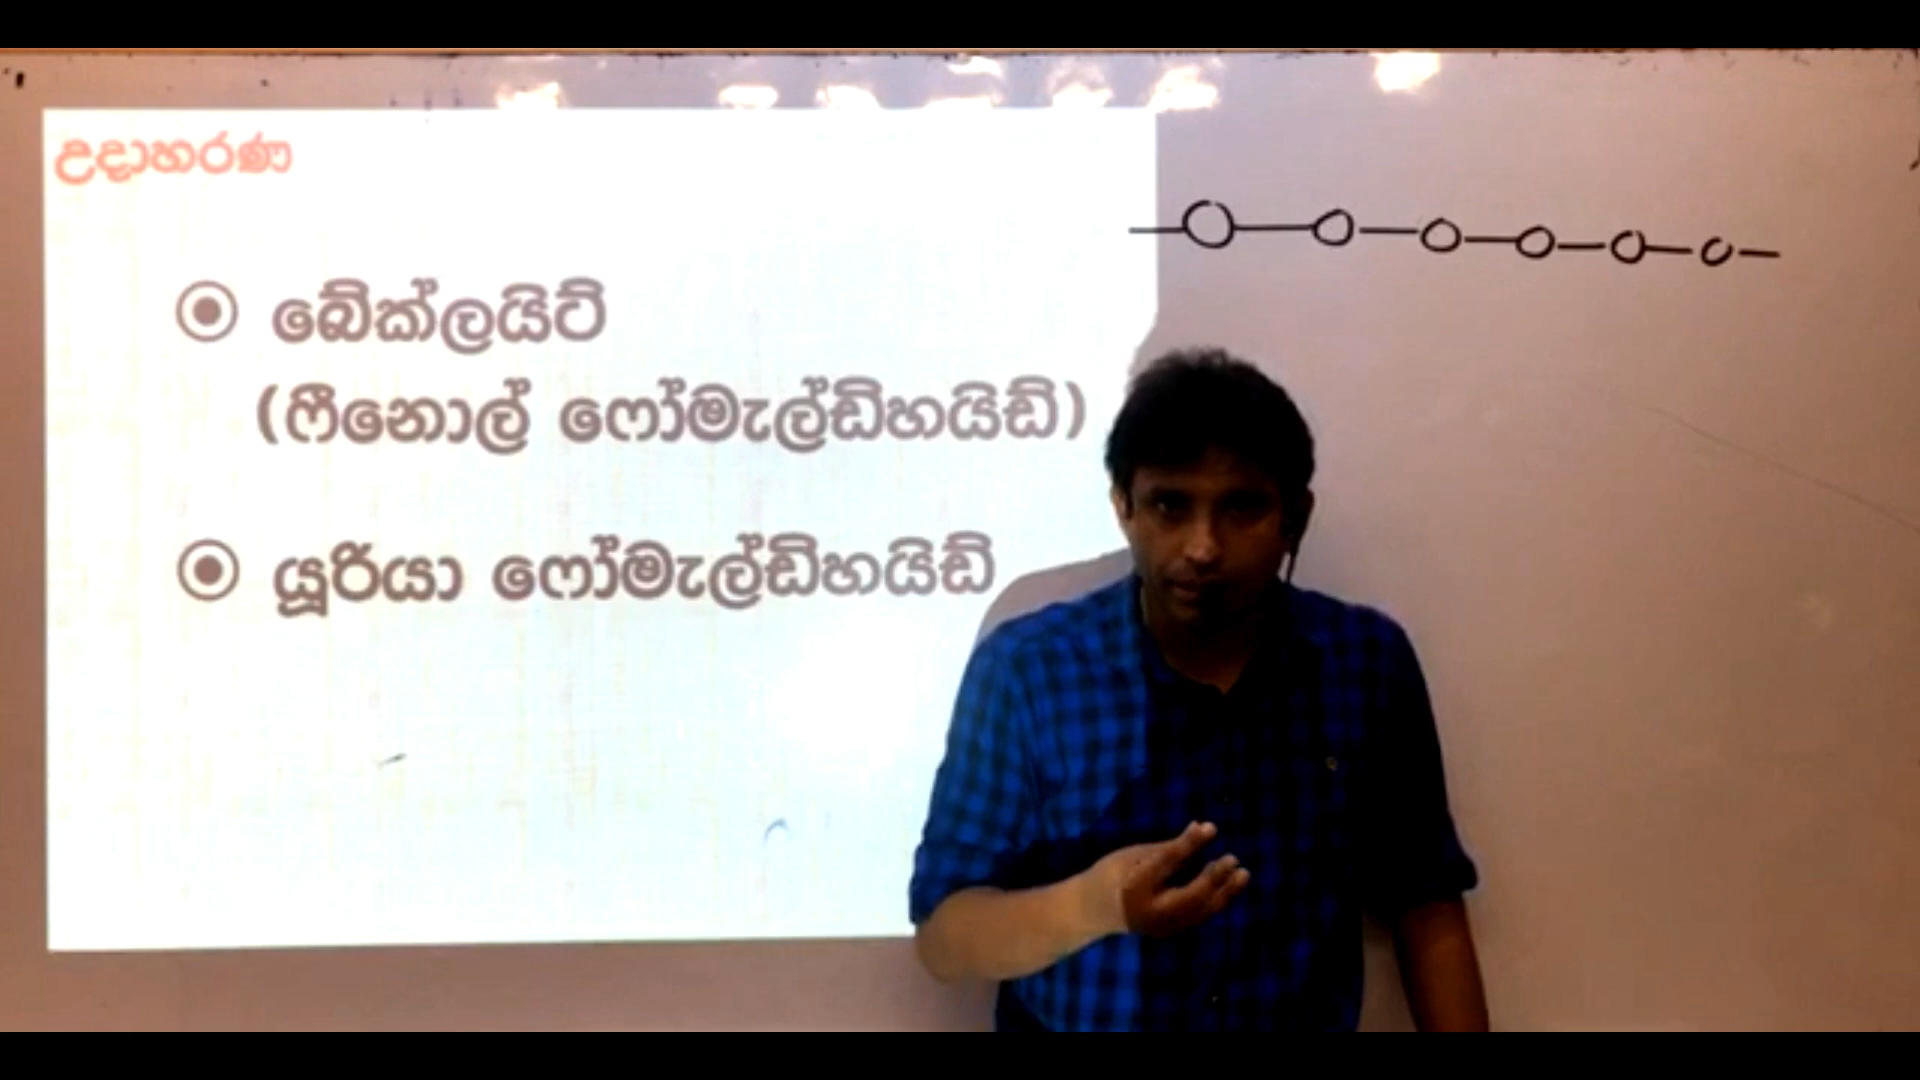 උදාහරණ
බේක්ලයිට්
(ෆීනොල් ෆෝමැල්ඩිහයිඩ්)
යූරියා ෆෝමැල්ඩිහයිඩ්